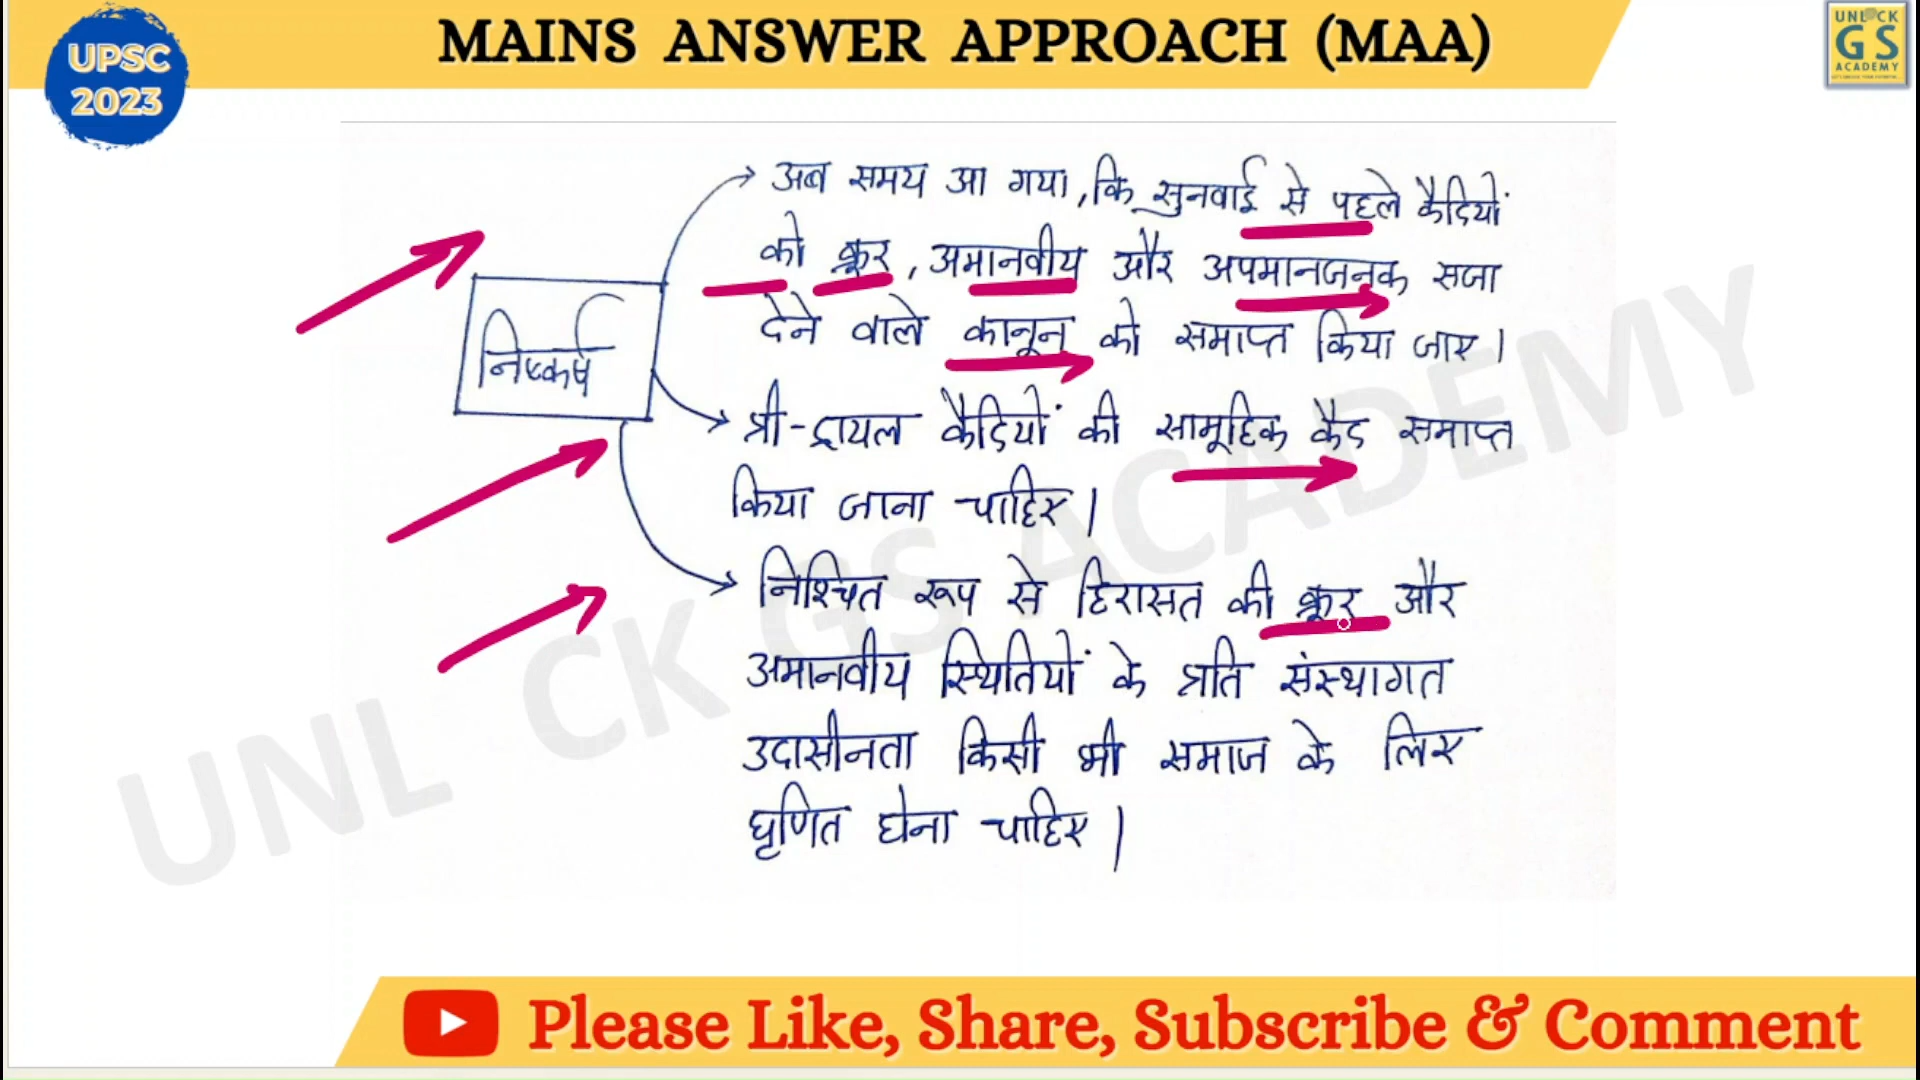 MAINS ANSWER APPROACH (MAA)
UPSC
2023
UNLOCK
GS
ACADEMY
अब समय आ गया, कि सुनवाई से पहले कैदियों
को क्रूर, अमानवीय और अपमानजनक सजा
देने वाले कानून को समाप्त किया जाए।
निष्कर्ष
प्री-ट्रायल कैदियों की सामूहिक कैद समाप्त
किया जाना चाहिए।
निश्चित रूप से हिरासत की क्रूर और
अमानवीय स्थितियों के प्रति संस्थागत
उदासीनता किसी भी समाज के लिए
घृणित होना चाहिए।
UNL CK GS ACADEMY
Please Like, Share, Subscribe & Comment